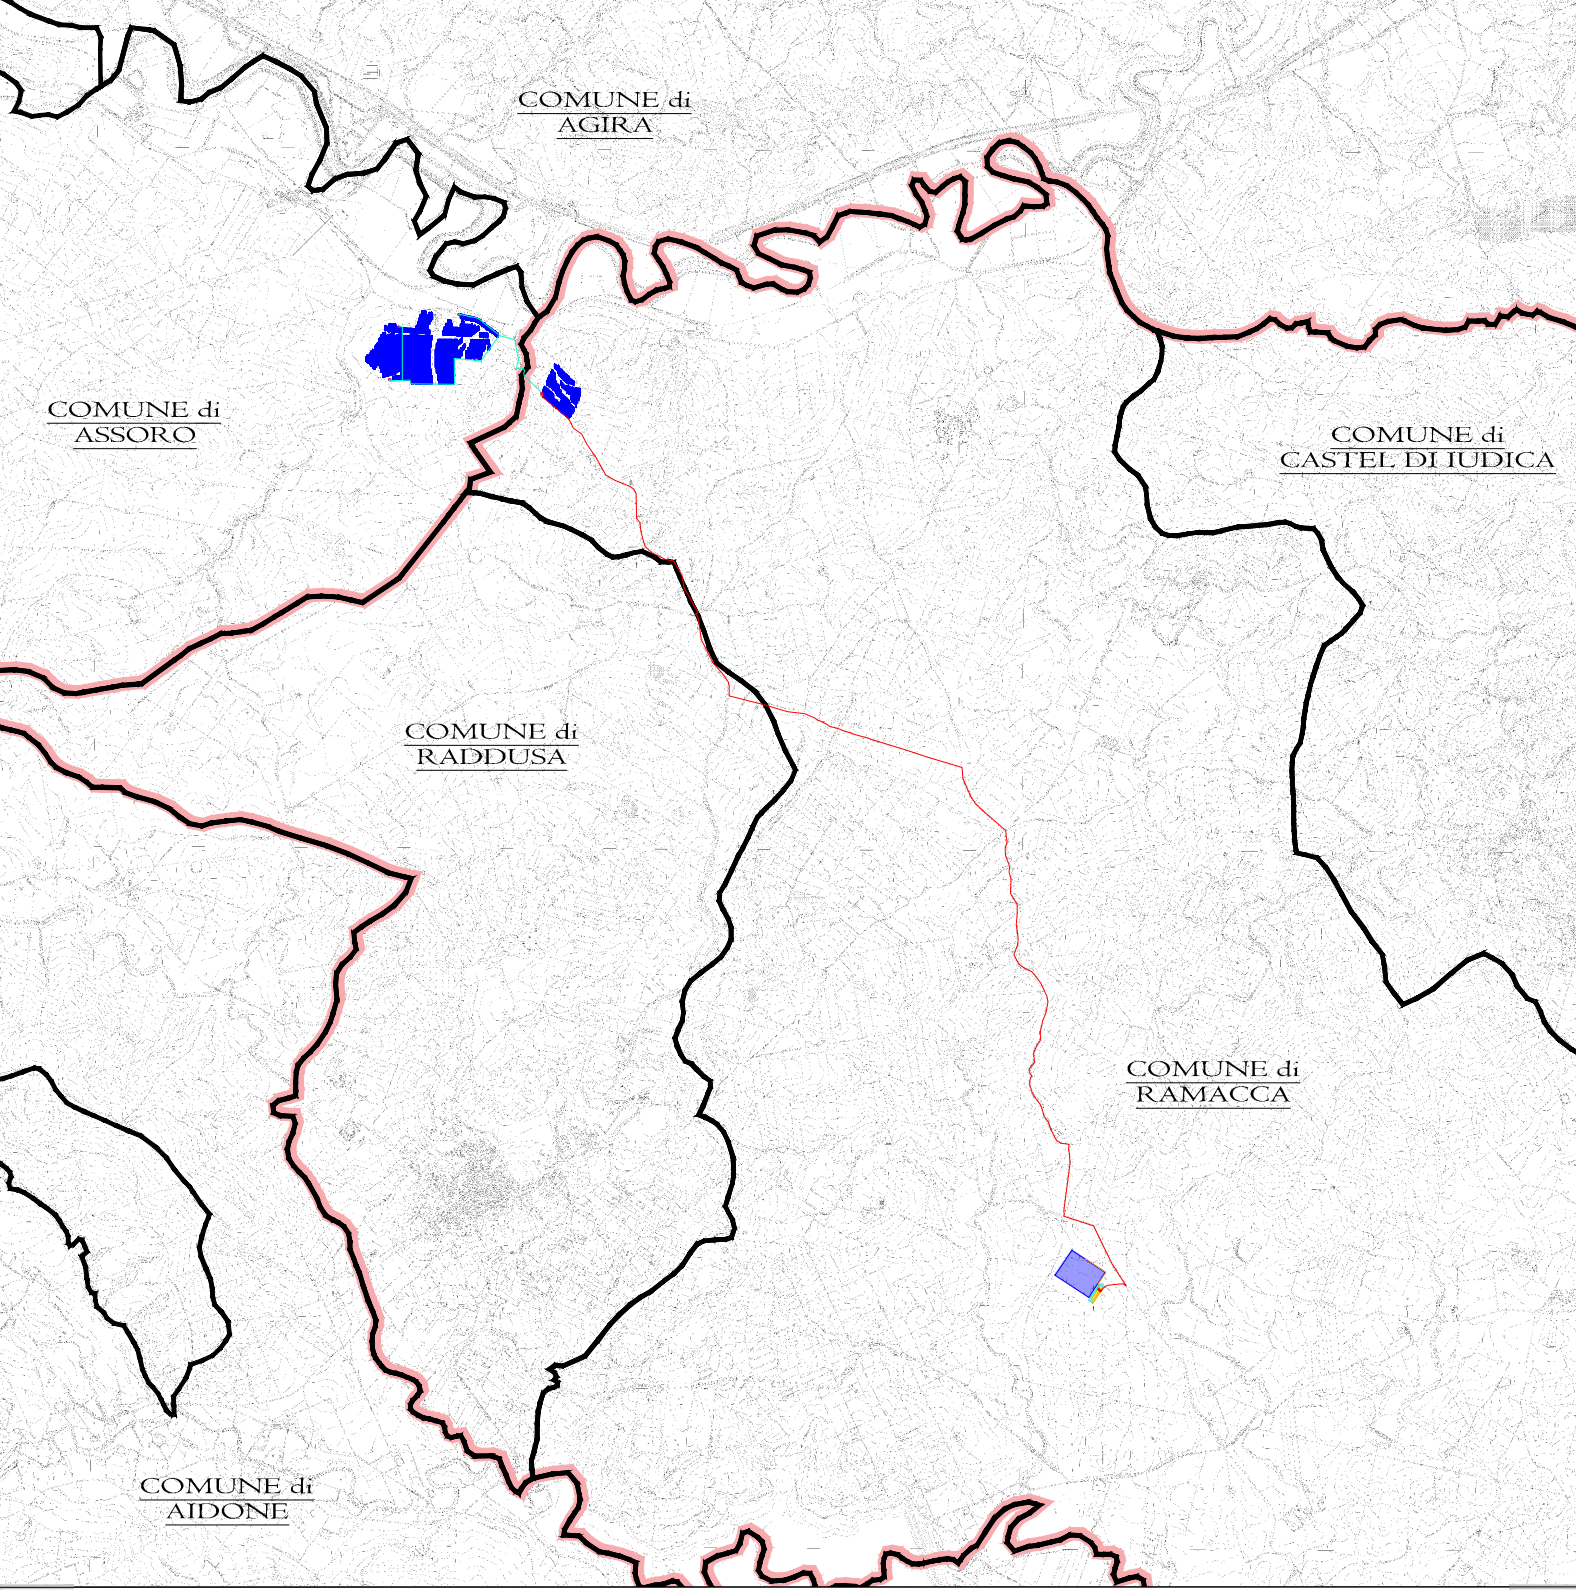 COMUNE di
AGIRA
COMUNE di
ASSORO
COMUNE di
CASTEL DI IUDICA
COMUNE di
RADDUSA
COMUNE di
RAMACCA
COMUNE di
AIDONE